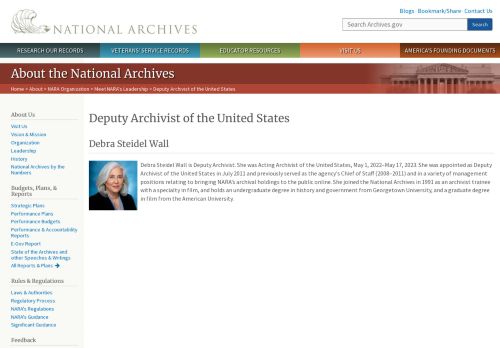 Blogs · Bookmark/Share · Contact Us
NATIONAL ARCHIVES
Search Archives.gov
Search
RESEARCH OUR RECORDS
VETERANS' SERVICE RECORDS
EDUCATOR RESOURCES
VISIT US
AMERICA'S FOUNDING DOCUMENTS
About the National Archives
Home > About > NARA Organization > Meet NARA's Leadership > Deputy Archivist of the United States
About Us
Visit Us
Vision & Mission
Organization
Leadership
History
National Archives by the
Numbers
Budgets, Plans, &
Reports
Strategic Plans
Performance Plans
Performance Budgets
Performance & Accountability
Reports
E-Gov Report
State of the Archives and
other Speeches & Writings
All Reports & Plans
Rules & Regulations
Laws & Authorities
Regulatory Process
NARA's Regulations
NARA's Guidance
Significant Guidance
Feedback
Deputy Archivist of the United States
Debra Steidel Wall
Debra Steidel Wall is Deputy Archivist. She was Acting Archivist of the United States, May 1, 2022–May 17, 2023. She was appointed as Deputy
Archivist of the United States in July 2011 and previously served as the agency's Chief of Staff (2008–2011) and in a variety of management
positions relating to bringing NARA's archival holdings to the public online. She joined the National Archives in 1991 as an archivist trainee
with a specialty in film, and holds an undergraduate degree in history and government from Georgetown University, and a graduate degree
in film from the American University.